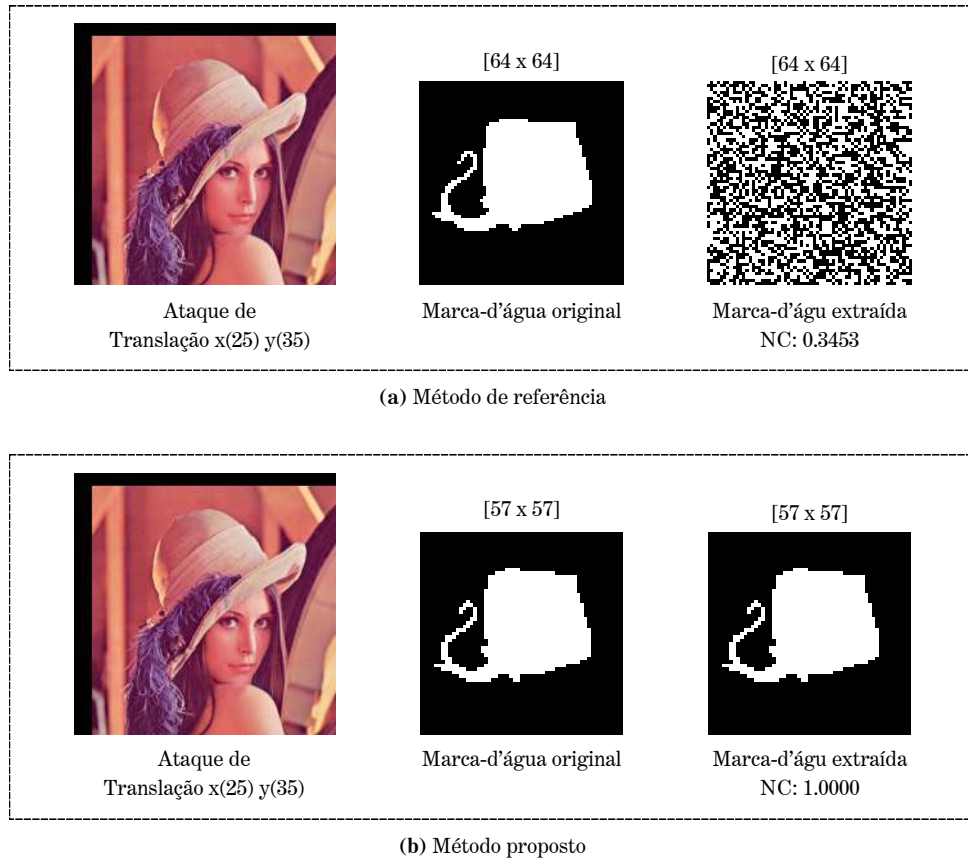 [64 x 64]
[64 x 64]
Ataque de
Translação x(25) y(35)
Marca-d'água original
Marca-d'águ extraída
NC: 0.3453
(a) Método de referência
[57 x 57]
[57 x 57]
Ataque de
Translação x(25) y(35)
Marca-d'água original
Marca-d'águ extraída
NC: 1.0000
(b) Método proposto